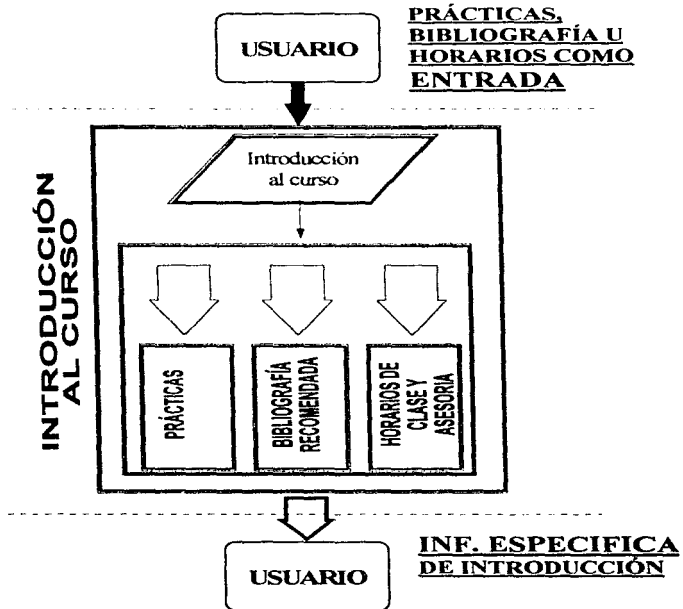 USUARIO
PRÁCTICAS,
BIBLIOGRAFÍA U
HORARIOS COMO
ENTRADA
INTRODUCCIÓN
AL CURSO
Introducción
al curso
PRÁCTICAS
BIBLIOGRAFÍA
RECOMENDADA
HORARIOS DE
CLASE Y
ASESORIA
USUARIO
INF. ESPECIFICA
DE INTRODUCCIÓN